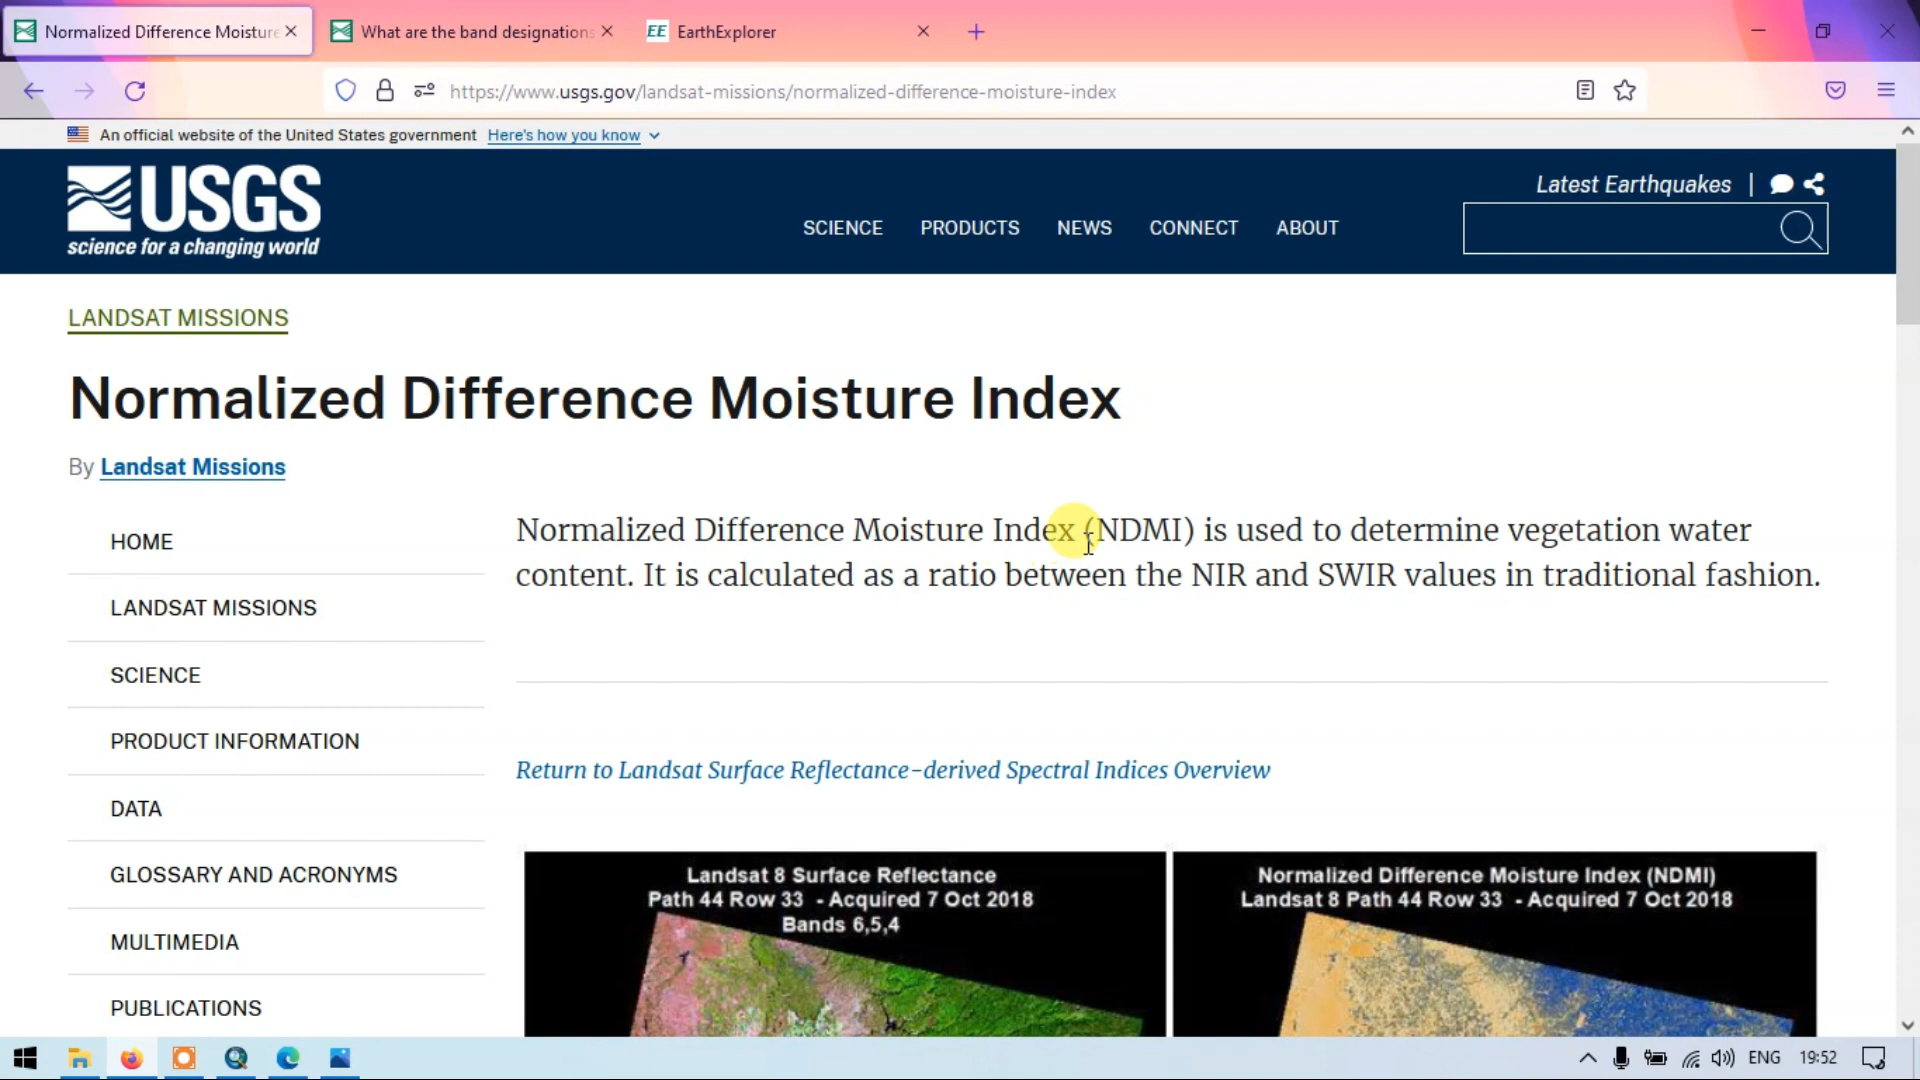 Normalized Difference Moisture
What are the band designations
EE EarthExplorer
https://www.usgs.gov/landsat-missions/normalized-difference-moisture-index
An official website of the United States government Here's how you know
USGS
science for a changing world
Latest Earthquakes |
SCIENCE PRODUCTS NEWS CONNECT ABOUT
LANDSAT MISSIONS
Normalized Difference Moisture Index
By Landsat Missions
HOME
LANDSAT MISSIONS
SCIENCE
PRODUCT INFORMATION
DATA
GLOSSARY AND ACRONYMS
MULTIMEDIA
PUBLICATIONS
Normalized Difference Moisture Index (NDMI) is used to determine vegetation water
content. It is calculated as a ratio between the NIR and SWIR values in traditional fashion.
Return to Landsat Surface Reflectance-derived Spectral Indices Overview
Landsat 8 Surface Reflectance
Path 44 Row 33 - Acquired 7 Oct 2018
Bands 6,5,4
Normalized Difference Moisture Index (NDMI)
Landsat 8 Path 44 Row 33 - Acquired 7 Oct 2018
ENG 19:52